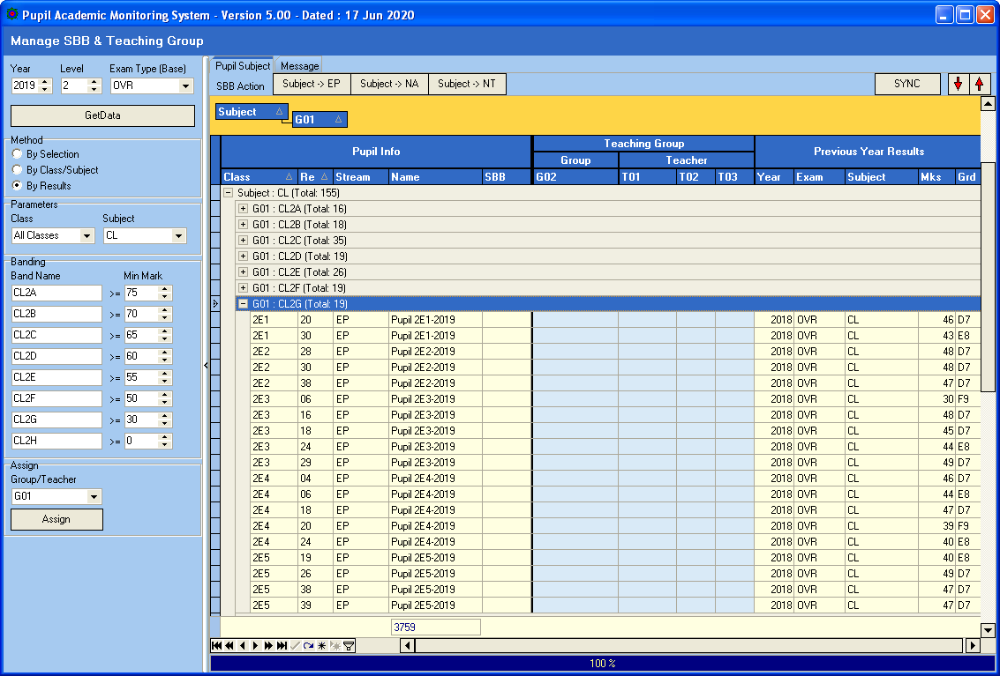 Pupil Academic Monitoring System - Version 5.00 - Dated : 17 Jun 2020
Manage SBB & Teaching Group
Year Level Exam Type (Base)
2019 2 OVR
GetData
Method
By Selection
By Class/Subject
By Results
Parameters
Class Subject
All Classes CL
Banding
Band Name Min Mark
CL2A >= 75
CL2B >= 70
CL2C >= 65
CL2D >= 60
CL2E >= 55
CL2F >= 50
CL2G >= 30
CL2H >= 0
Assign
Group/Teacher
G01
Assign
Pupil Subject Message
SBB Action Subject -> EP Subject -> NA Subject -> NT SYNC
Subject
G01
Pupil Info Teaching Group Previous Year Results
Group Teacher
Class Re Stream Name SBB G02 T01 T02 T03 Year Exam Subject Mks Grd
Subject : CL (Total: 155)
G01 : CL2A (Total: 16)
G01 : CL2B (Total: 18)
G01 : CL2C (Total: 35)
G01 : CL2D (Total: 19)
G01 : CL2E (Total: 26)
G01 : CL2F (Total: 19)
G01 : CL2G (Total: 19)
2E1 20 EP Pupil 2E1-2019 2018 OVR CL 46 D7
2E1 30 EP Pupil 2E1-2019 2018 OVR CL 43 E8
2E2 28 EP Pupil 2E2-2019 2018 OVR CL 48 D7
2E2 30 EP Pupil 2E2-2019 2018 OVR CL 48 D7
2E2 38 EP Pupil 2E2-2019 2018 OVR CL 47 D7
2E3 06 EP Pupil 2E3-2019 2018 OVR CL 30 F9
2E3 16 EP Pupil 2E3-2019 2018 OVR CL 48 D7
2E3 18 EP Pupil 2E3-2019 2018 OVR CL 45 D7
2E3 24 EP Pupil 2E3-2019 2018 OVR CL 44 E8
2E3 29 EP Pupil 2E3-2019 2018 OVR CL 49 D7
2E4 04 EP Pupil 2E4-2019 2018 OVR CL 46 D7
2E4 06 EP Pupil 2E4-2019 2018 OVR CL 44 E8
2E4 18 EP Pupil 2E4-2019 2018 OVR CL 47 D7
2E4 20 EP Pupil 2E4-2019 2018 OVR CL 39 F9
2E4 24 EP Pupil 2E4-2019 2018 OVR CL 40 E8
2E5 19 EP Pupil 2E5-2019 2018 OVR CL 40 E8
2E5 26 EP Pupil 2E5-2019 2018 OVR CL 49 D7
2E5 38 EP Pupil 2E5-2019 2018 OVR CL 47 D7
2E5 39 EP Pupil 2E5-2019 2018 OVR CL 47 D7
3759
100 %